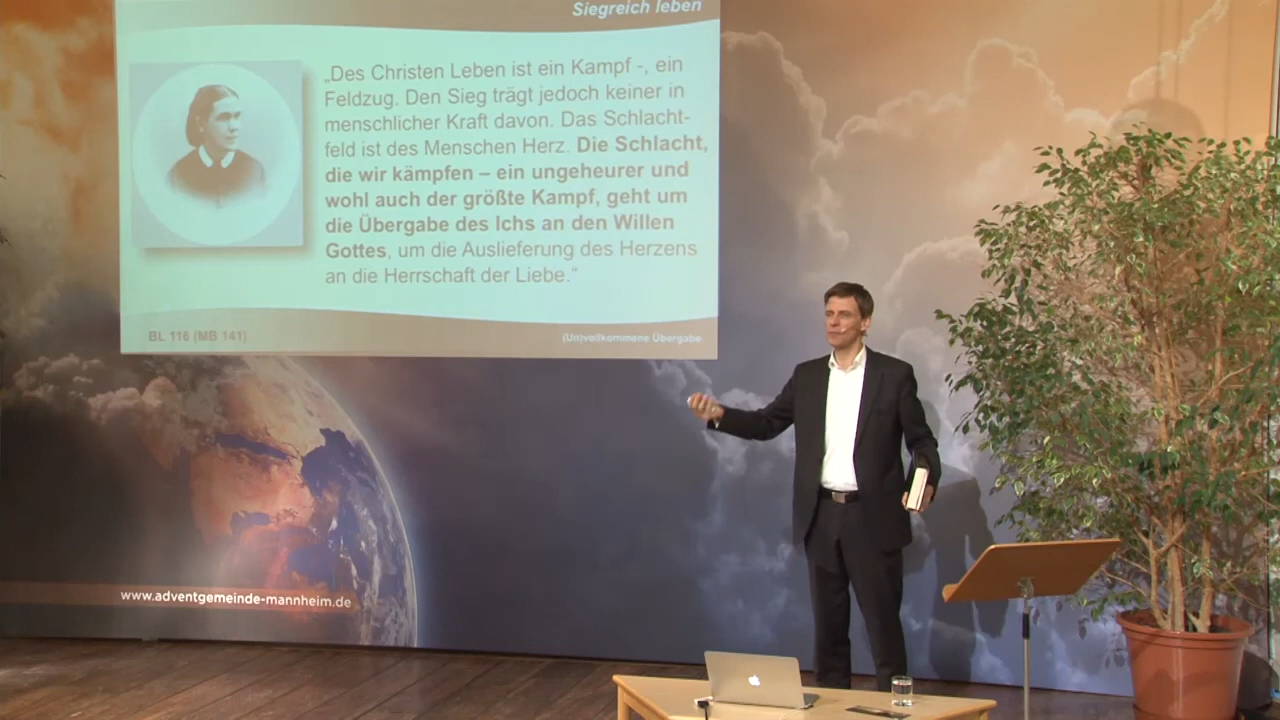 Siegreich leben
„Des Christen Leben ist ein Kampf -, ein
Feldzug. Den Sieg trägt jedoch keiner in
menschlicher Kraft davon. Das Schlacht-
feld ist des Menschen Herz. Die Schlacht,
die wir kämpfen – ein ungeheurer und
wohl auch der größte Kampf, geht um
die Übergabe des Ichs an den Willen
Gottes, um die Auslieferung des Herzens
an die Herrschaft der Liebe.“
BL 116 (MB 141)
(Un)vollkommene Übergabe
www.adventgemeinde-mannheim.de